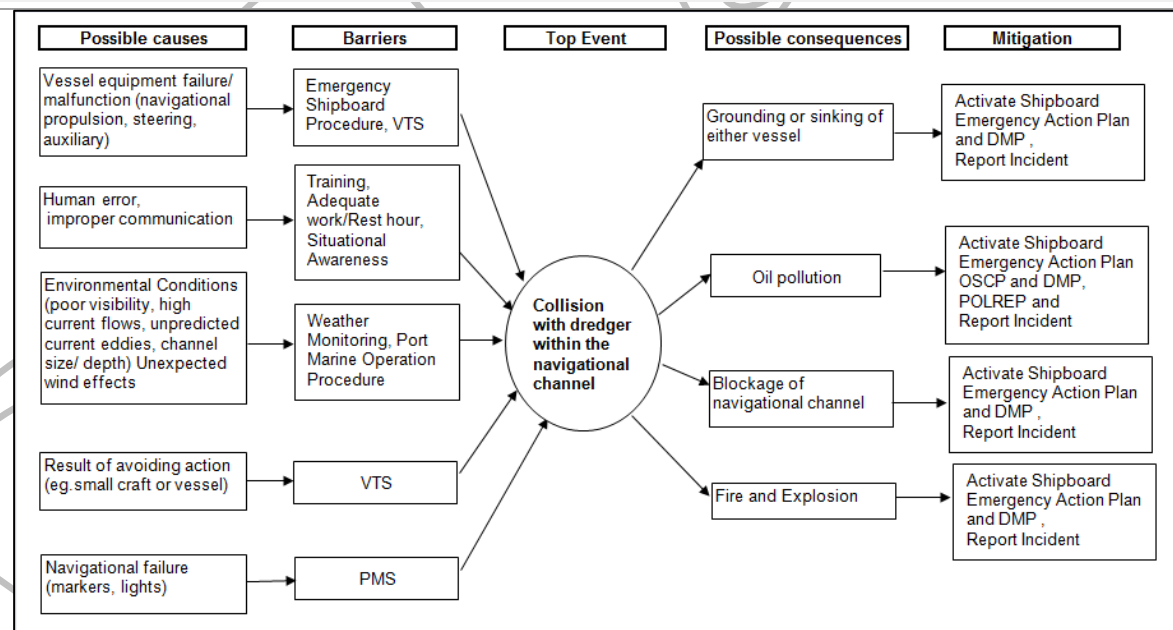 Possible causes
Barriers
Top Event
Possible consequences
Mitigation
Vessel equipment failure/
malfunction (navigational
propulsion, steering,
auxiliary)
Emergency
Shipboard
Procedure, VTS
Human error,
improper communication
Training,
Adequate
work/Rest hour,
Situational
Awareness
Environmental Conditions
(poor visibility, high
current flows, unpredicted
current eddies, channel
size/ depth) Unexpected
wind effects
Weather
Monitoring, Port
Marine Operation
Procedure
Result of avoiding action
(eg.small craft or vessel)
VTS
Navigational failure
(markers, lights)
PMS
Collision
with dredger
within the
navigational
channel
Grounding or sinking of
either vessel
Activate Shipboard
Emergency Action Plan
and DMP ,
Report Incident
Oil pollution
Activate Shipboard
Emergency Action Plan
OSCP and DMP,
POLREP and
Report Incident
Blockage of
navigational channel
Activate Shipboard
Emergency Action Plan
and DMP ,
Report Incident
Fire and Explosion
Activate Shipboard
Emergency Action Plan
and DMP ,
Report Incident